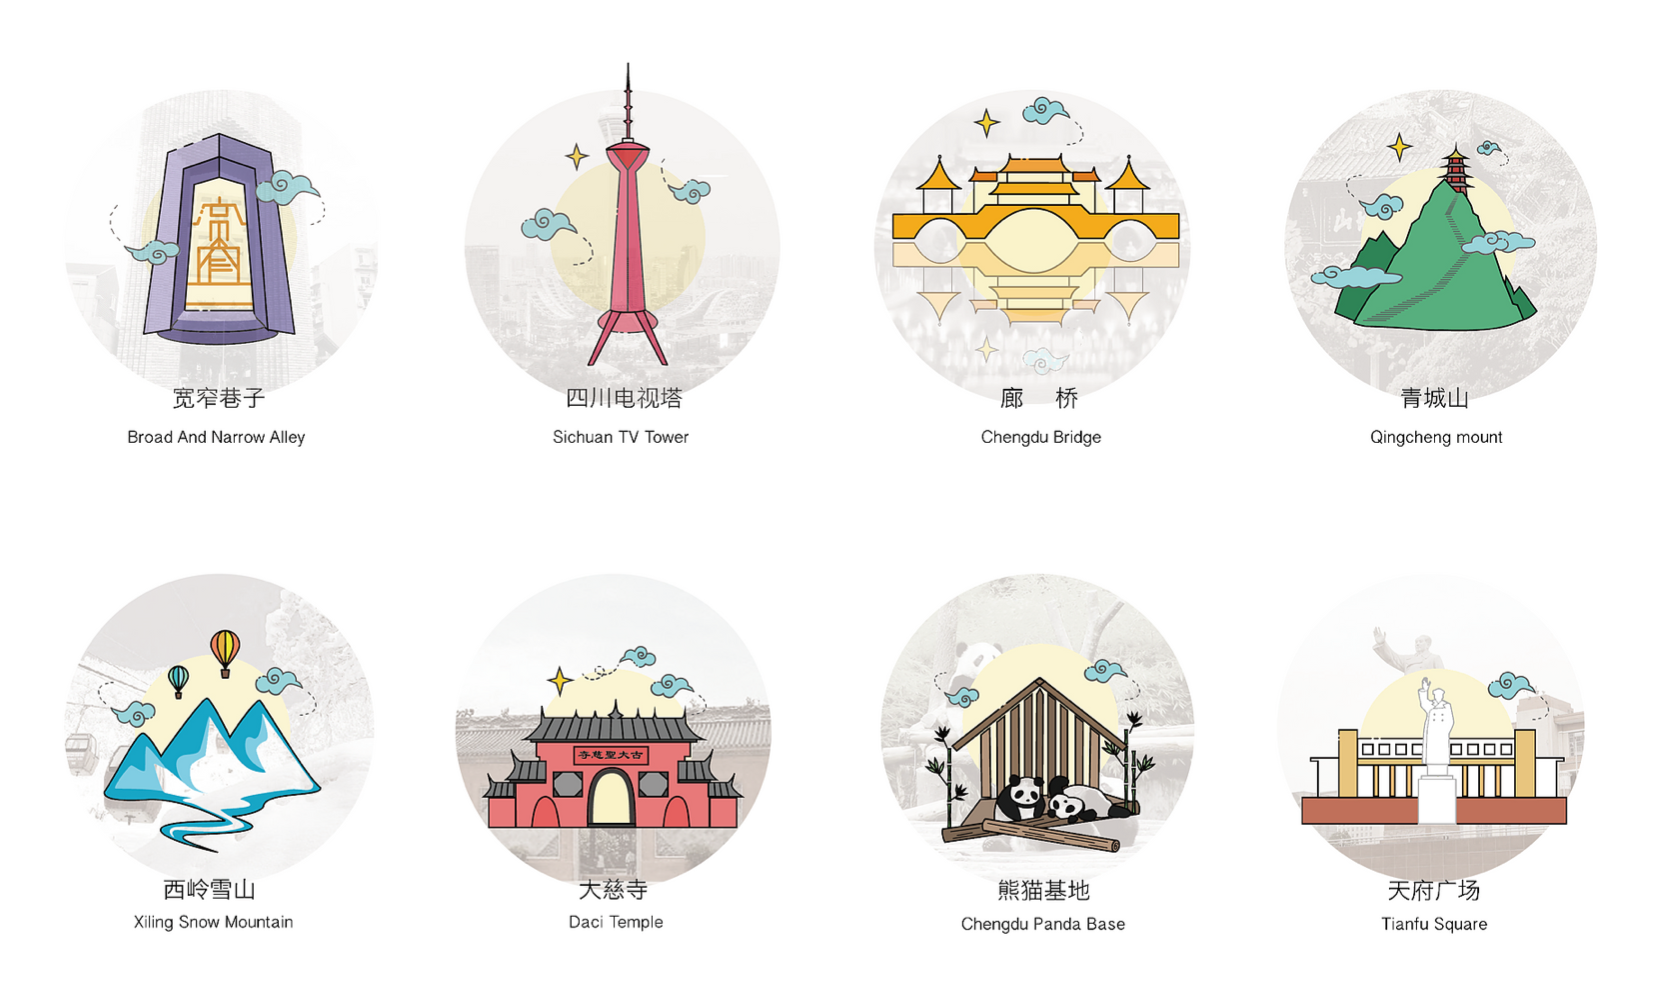 宽窄巷子
Broad And Narrow Alley
四川电视塔
Sichuan TV Tower
廊 桥
Chengdu Bridge
青城山
Qingcheng mount
寺慈聖大古
西岭雪山
Xiling Snow Mountain
大慈寺
Daci Temple
熊猫基地
Chengdu Panda Base
天府广场
Tianfu Square